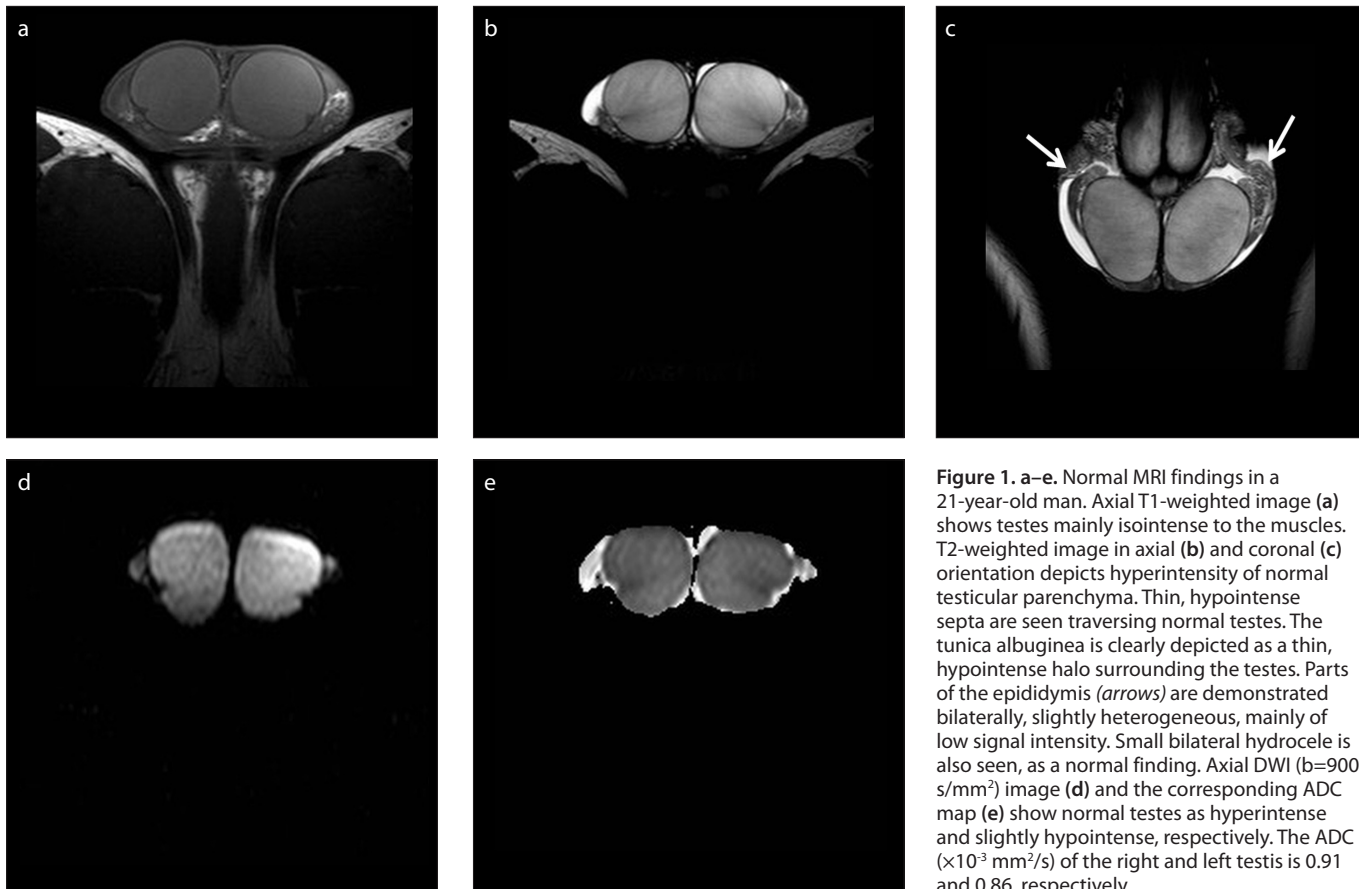 a
b
c
d
e
Figure 1. a–e. Normal MRI findings in a
21-year-old man. Axial T1-weighted image (a)
shows testes mainly isointense to the muscles.
T2-weighted image in axial (b) and coronal (c)
orientation depicts hyperintensity of normal
testicular parenchyma. Thin, hypointense
septa are seen traversing normal testes. The
tunica albuginea is clearly depicted as a thin,
hypointense halo surrounding the testes. Parts
of the epididymis (arrows) are demonstrated
bilaterally, slightly heterogeneous, mainly of
low signal intensity. Small bilateral hydrocele is
also seen, as a normal finding. Axial DWI (b=900
s/mm²) image (d) and the corresponding ADC
map (e) show normal testes as hyperintense
and slightly hypointense, respectively. The ADC
(×10⁻³ mm²/s) of the right and left testis is 0.91
and 0.86, respectively.